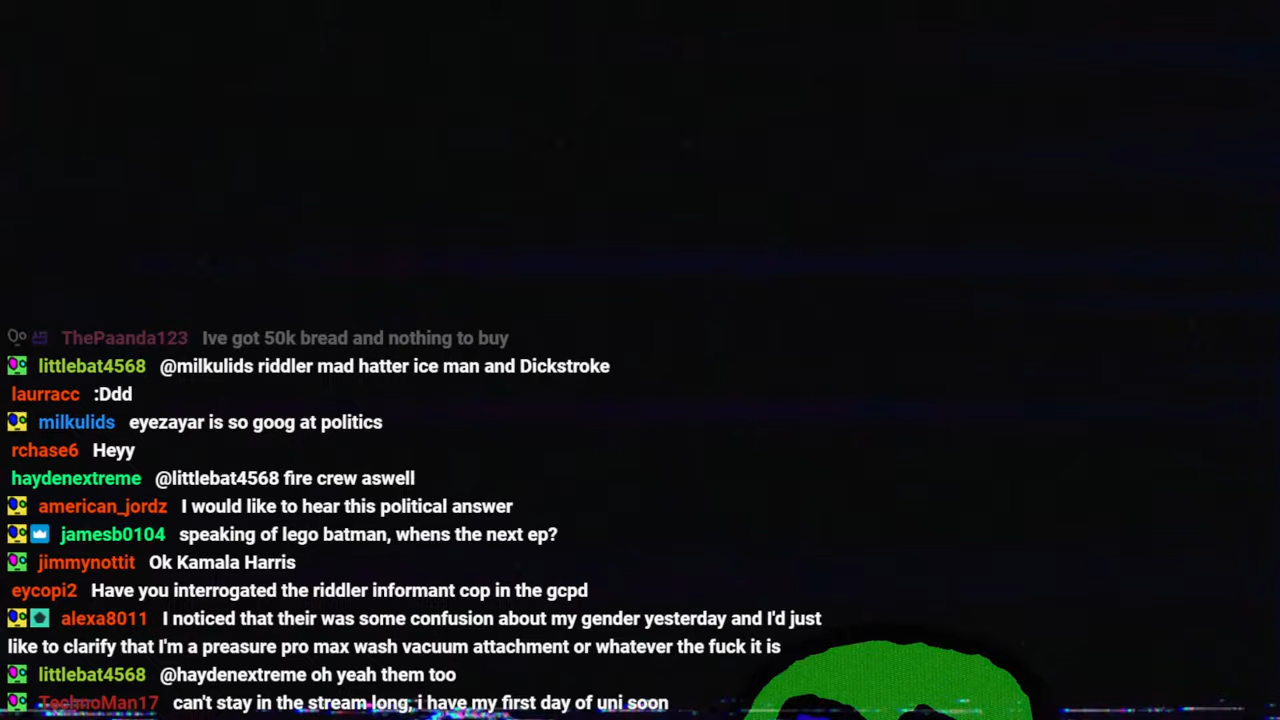 ThePaanda123 Ive got 50k bread and nothing to buy
littlebat4568 @milkulids riddler mad hatter ice man and Dickstroke
laurracc :Ddd
milkulids eyezayar is so goog at politics
rchase6 Heyy
haydenextreme @littlebat4568 fire crew aswell
american_jordz I would like to hear this political answer
jamesb0104 speaking of lego batman, whens the next ep?
jimmynottit Ok Kamala Harris
eycopi2 Have you interrogated the riddler informant cop in the gcpd
alexa8011 I noticed that their was some confusion about my gender yesterday and I'd just
like to clarify that I'm a preasure pro max wash vacuum attachment or whatever the fuck it is
littlebat4568 @haydenextreme oh yeah them too
TechnoMan17 can't stay in the stream long, i have my first day of uni soon